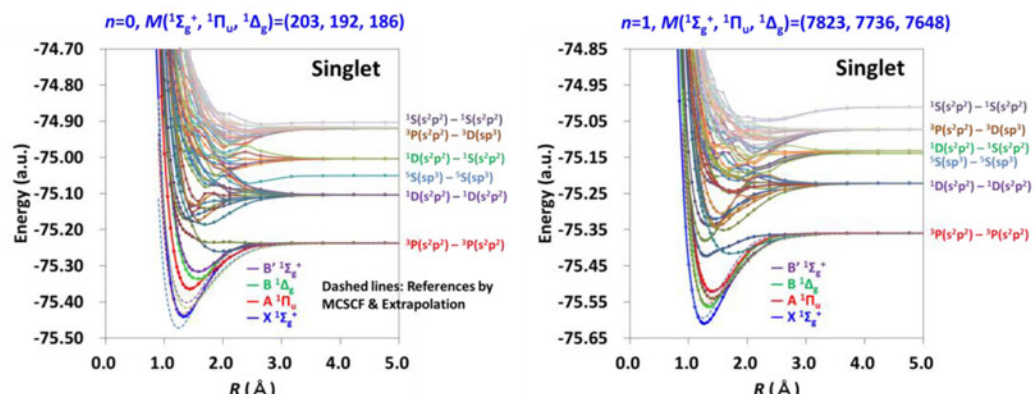 n=0, M(¹Σg⁺, ¹Πu, ¹Δg)=(203, 192, 186)
Singlet
Energy (a.u.)
-74.70
-74.80
-74.90
-75.00
-75.10
-75.20
-75.30
-75.40
-75.50
¹S(s²p²) – ¹S(s²p²)
³P(s²p²) – ³D(sp³)
¹D(s²p²) – ¹S(s²p²)
⁵S(sp³) – ⁵S(sp³)
¹D(s²p²) – ¹D(s²p²)
³P(s²p²) – ³P(s²p²)
B' ¹Σg⁺
B ¹Δg
A ¹Πu
X ¹Σg⁺
Dashed lines: References by
MCSCF & Extrapolation
0.0 1.0 2.0 3.0 4.0 5.0
R (Å)
n=1, M(¹Σg⁺, ¹Πu, ¹Δg)=(7823, 7736, 7648)
Singlet
Energy (a.u.)
-74.85
-74.95
-75.05
-75.15
-75.25
-75.35
-75.45
-75.55
-75.65
¹S(s²p²) – ¹S(s²p²)
³P(s²p²) – ³D(sp³)
¹D(s²p²) – ¹S(s²p²)
⁵S(sp³) – ⁵S(sp³)
¹D(s²p²) – ¹D(s²p²)
³P(s²p²) – ³P(s²p²)
B' ¹Σg⁺
B ¹Δg
A ¹Πu
X ¹Σg⁺
0.0 1.0 2.0 3.0 4.0 5.0
R (Å)